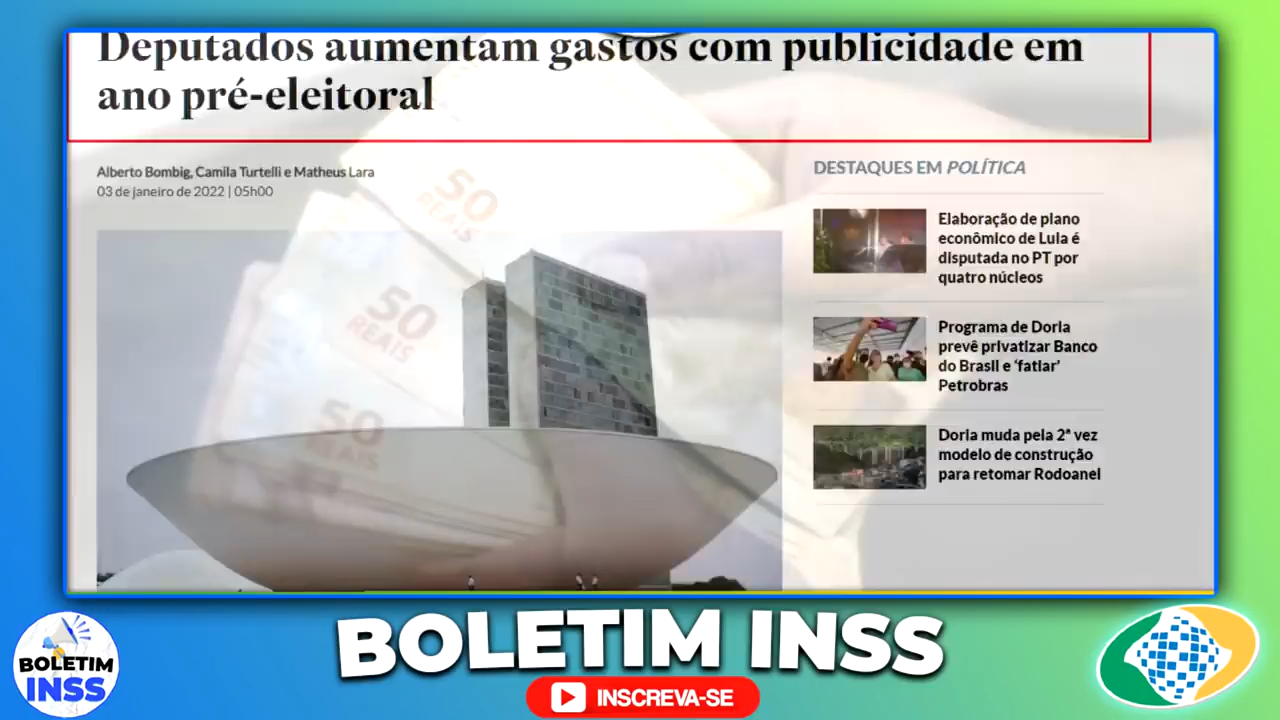 Deputados aumentam gastos com publicidade em
ano pré-eleitoral
Alberto Bombig, Camila Turtelli e Matheus Lara
03 de janeiro de 2022 | 05h00
DESTAQUES EM POLÍTICA
Elaboração de plano
econômico de Lula é
disputada no PT por
quatro núcleos
Programa de Doria
prevê privatizar Banco
do Brasil e ‘fatiar’
Petrobras
Doria muda pela 2ª vez
modelo de construção
para retomar Rodoanel
50
REAIS
50
REAIS
50
REAIS
BOLETIM INSS
INSCREVA-SE
BOLETIM
INSS